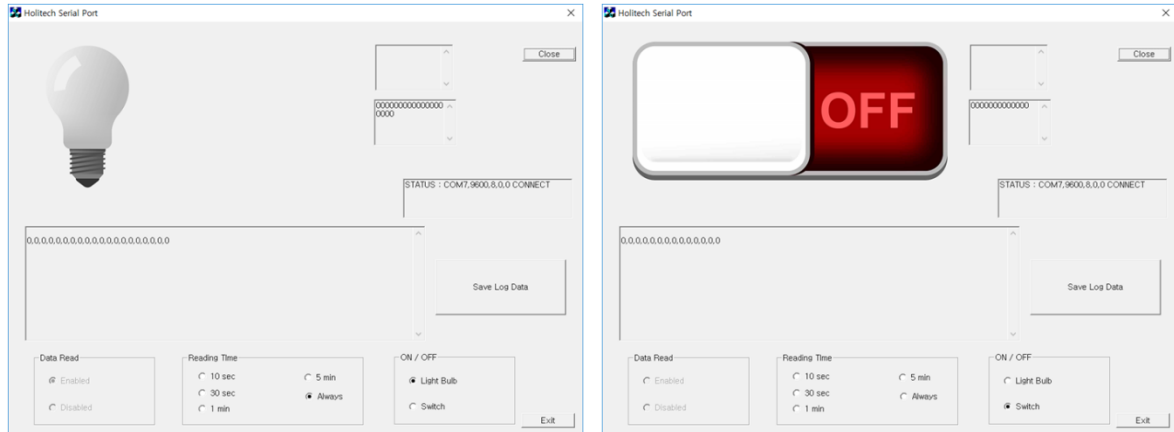 Holitech Serial Port
Close
000000000000000
0000
STATUS : COM7,9600,8,0,0 CONNECT
0,0,0,0,0,0,0,0,0,0,0,0,0,0,0,0,0,0,0,0
Save Log Data
Data Read
Enabled
Disabled
Reading Time
10 sec
30 sec
1 min
5 min
Always
ON / OFF
Light Bulb
Switch
Exit
Holitech Serial Port
OFF
Close
0000000000000
STATUS : COM7,9600,8,0,0 CONNECT
0,0,0,0,0,0,0,0,0,0,0,0,0,0
Save Log Data
Data Read
Enabled
Disabled
Reading Time
10 sec
30 sec
1 min
5 min
Always
ON / OFF
Light Bulb
Switch
Exit